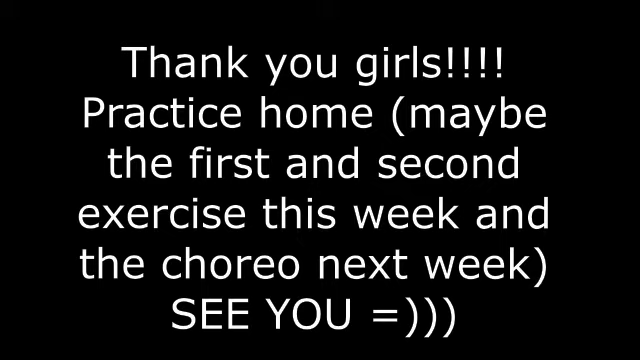 Thank you girls!!!!
Practice home (maybe
the first and second
exercise this week and
the choreo next week)
SEE YOU =)))